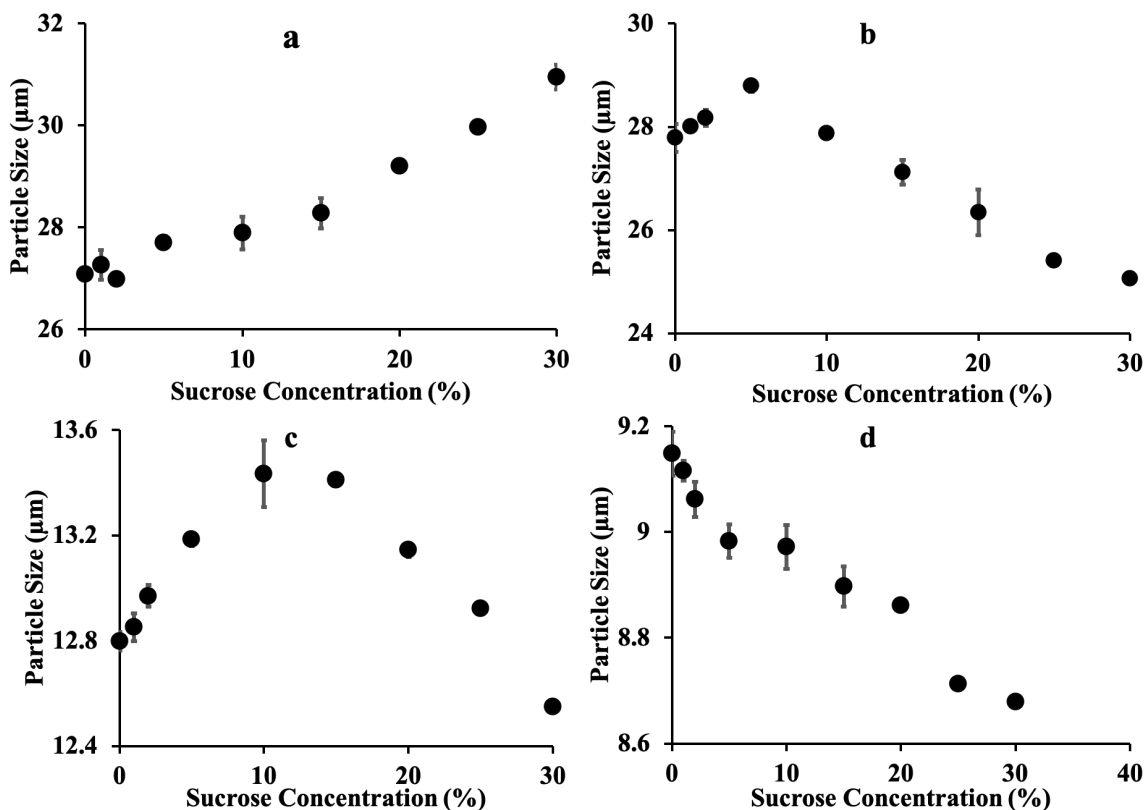 a
32
30
28
26
0
10
20
30
Particle Size (µm)
Sucrose Concentration (%)
b
30
28
26
24
0
10
20
30
Particle Size (µm)
Sucrose Concentration (%)
c
13.6
13.2
12.8
12.4
0
10
20
30
Particle Size (µm)
Sucrose Concentration (%)
d
9.2
9
8.8
8.6
0
10
20
30
40
Particle Size (µm)
Sucrose Concentration (%)